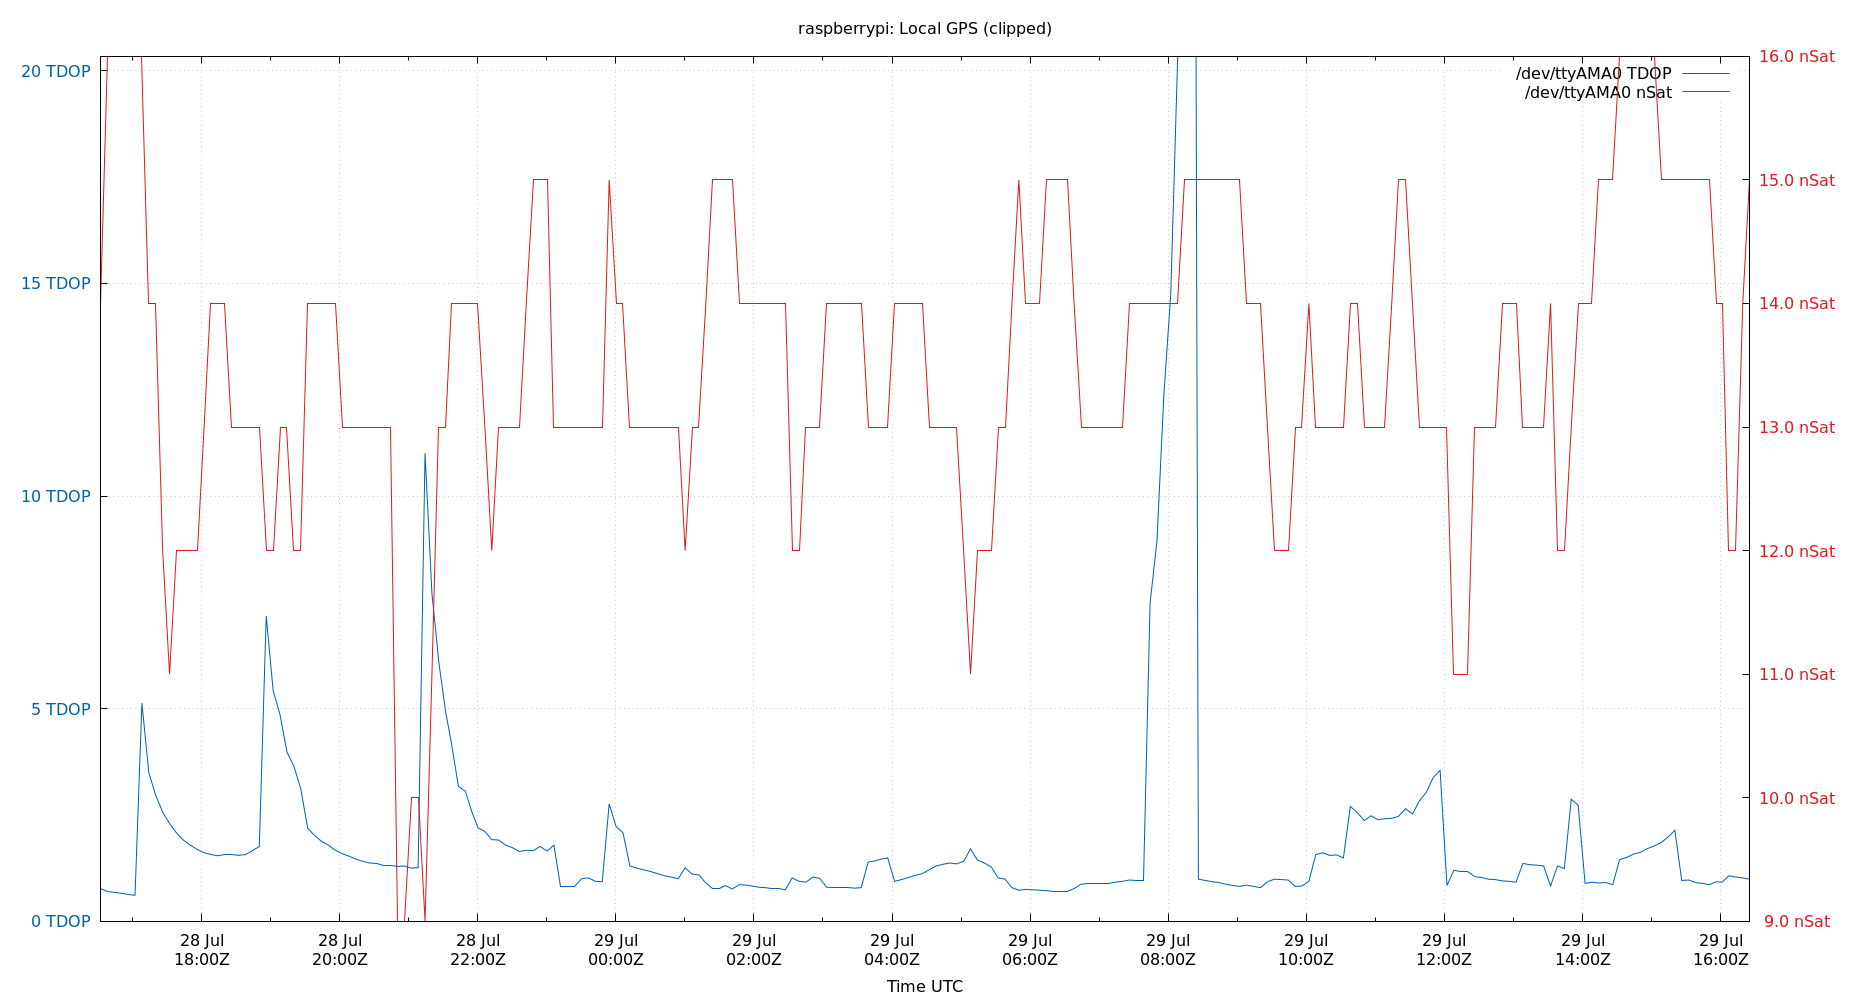 raspberrypi: Local GPS (clipped)
20 TDOP
15 TDOP
10 TDOP
5 TDOP
0 TDOP
16.0 nSat
15.0 nSat
14.0 nSat
13.0 nSat
12.0 nSat
11.0 nSat
10.0 nSat
9.0 nSat
/dev/ttyAMA0 TDOP
/dev/ttyAMA0 nSat
28 Jul
18:00Z
28 Jul
20:00Z
28 Jul
22:00Z
29 Jul
00:00Z
29 Jul
02:00Z
29 Jul
04:00Z
29 Jul
06:00Z
29 Jul
08:00Z
29 Jul
10:00Z
29 Jul
12:00Z
29 Jul
14:00Z
29 Jul
16:00Z
Time UTC